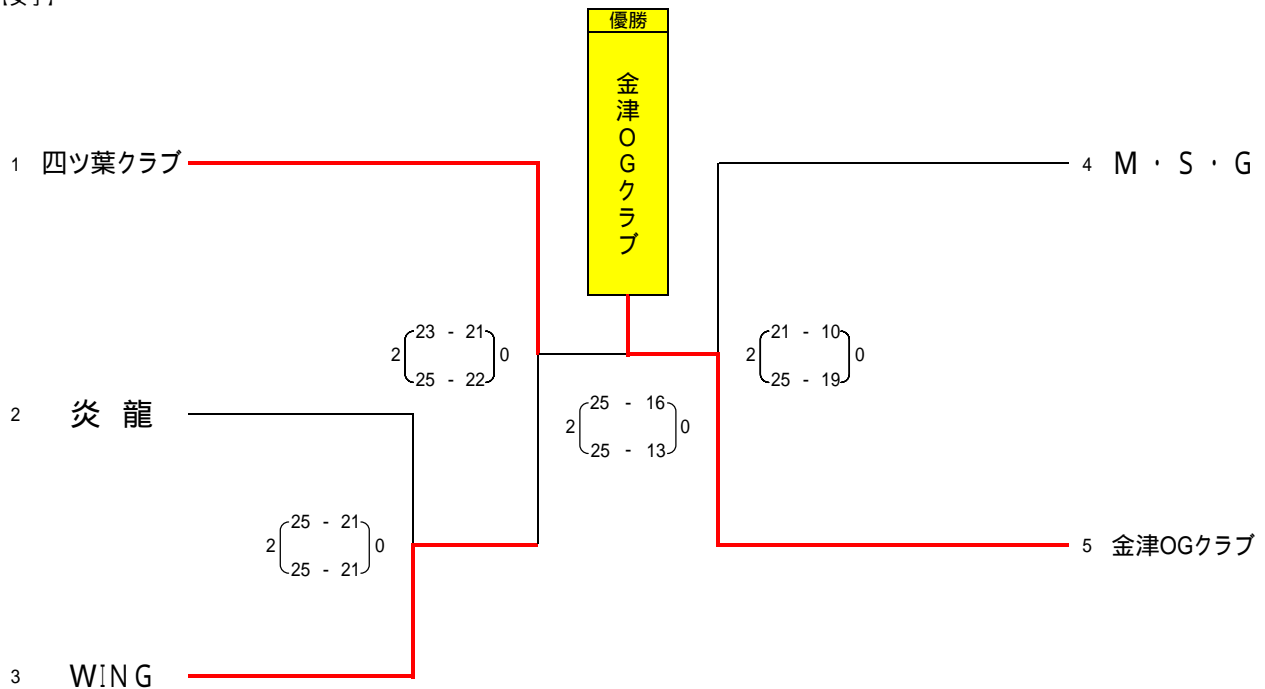 優勝
金津OGクラブ
1 四ツ葉クラブ
4 M・S・G
23 - 21
2 0
25 - 22
21 - 10
2 0
25 - 19
2 炎龍
25 - 16
2 0
25 - 13
25 - 21
2 0
25 - 21
5 金津OGクラブ
3 WING